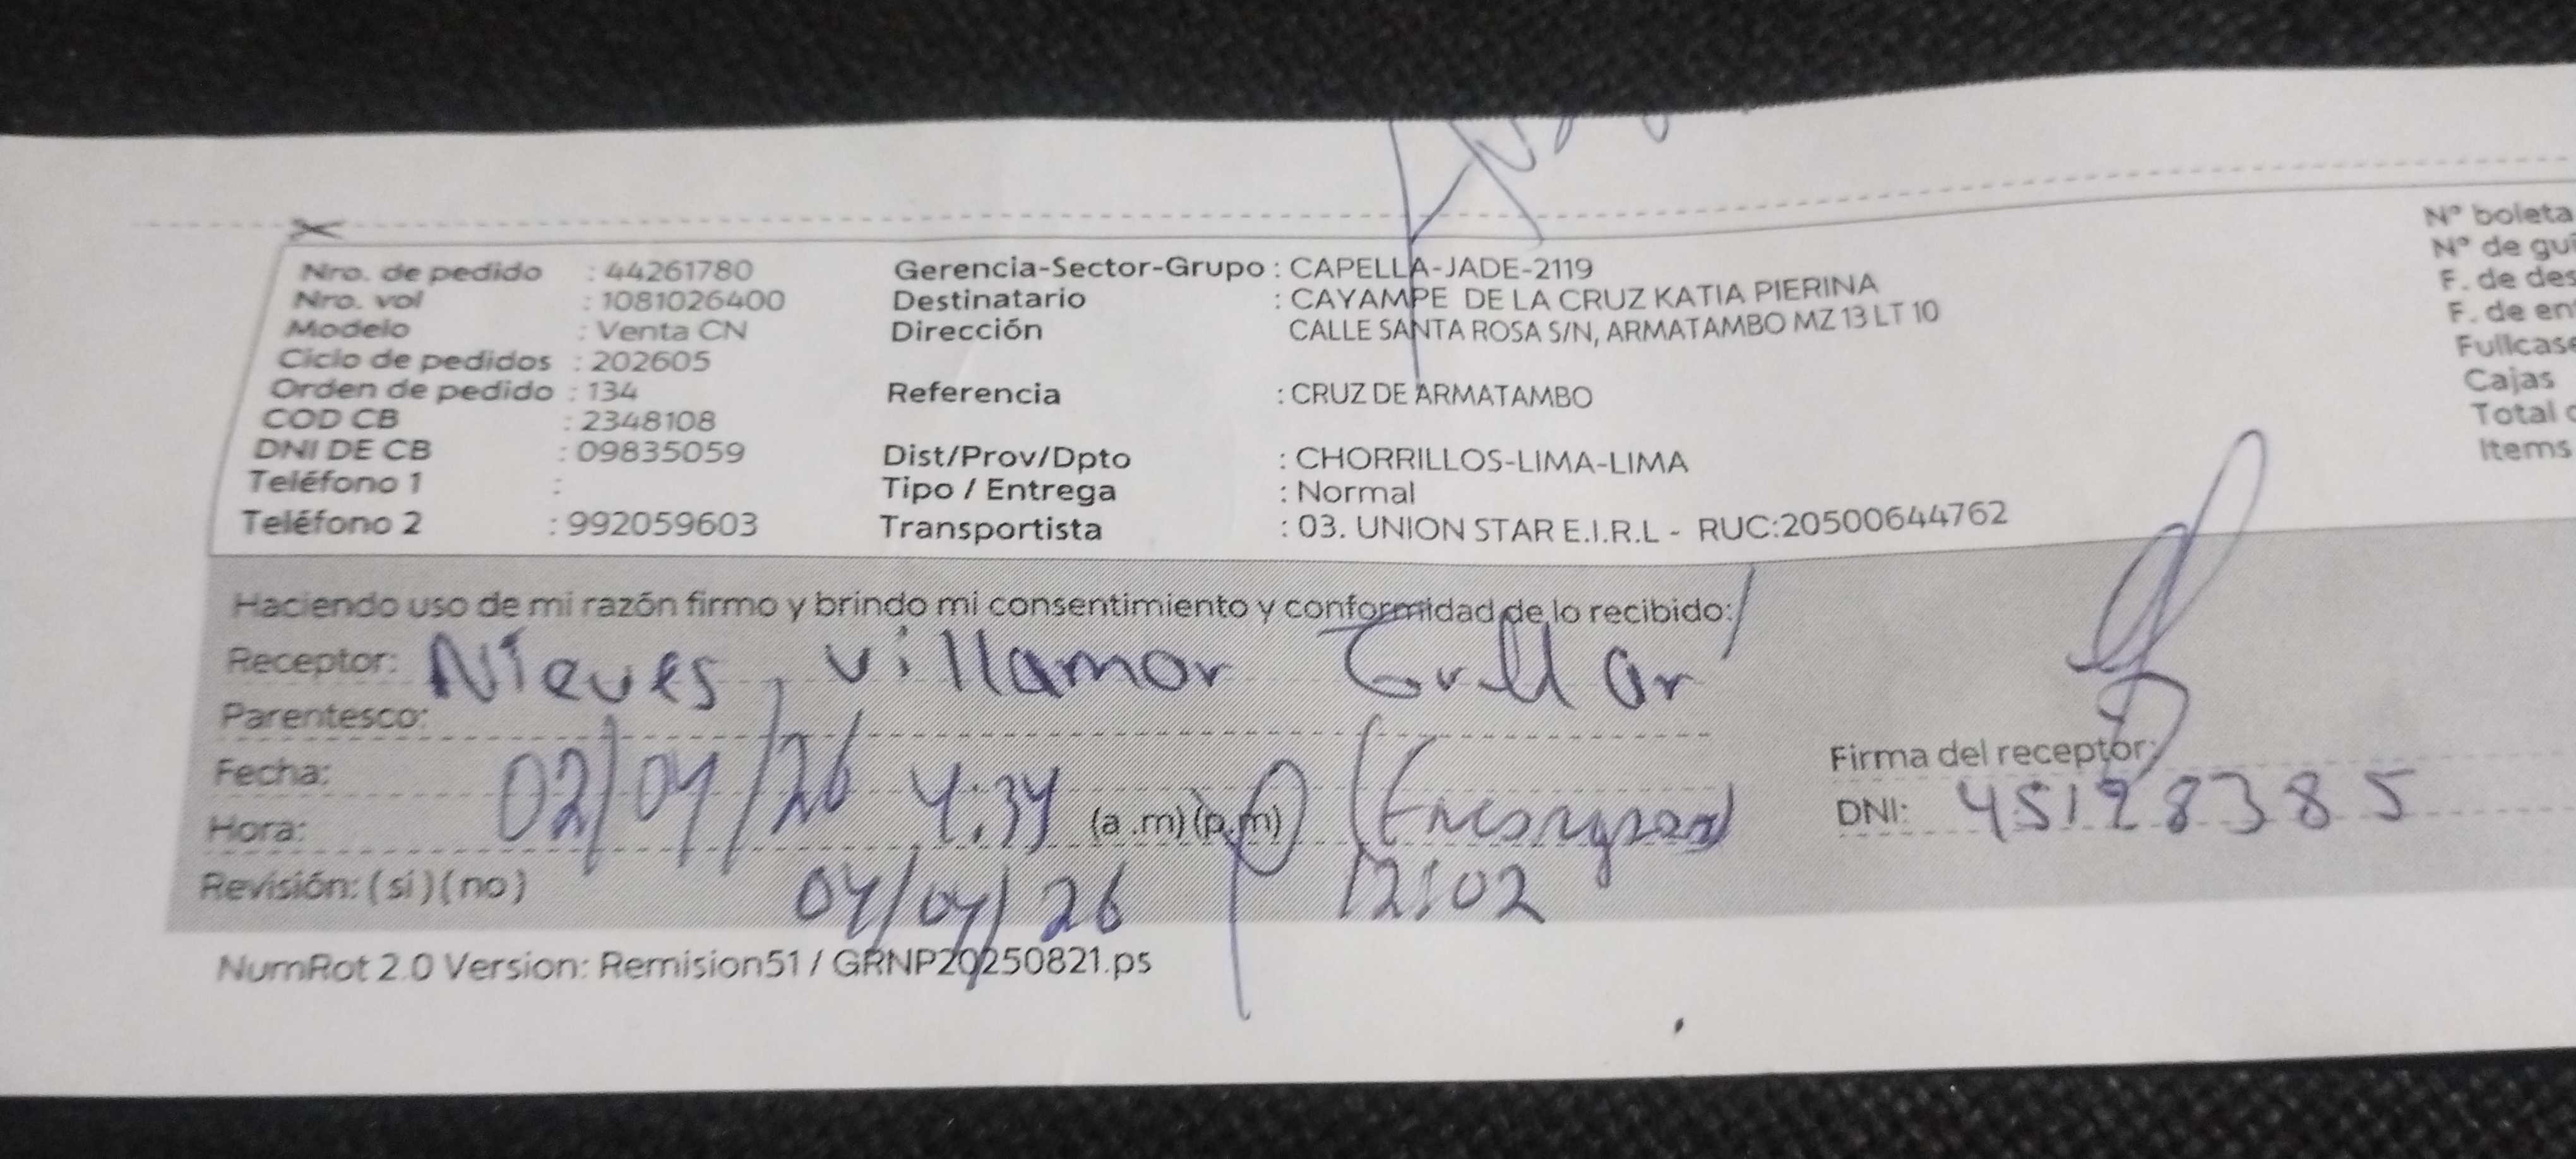 Nro. de pedido : 44261780
Nro. vol : 1081026400
Modelo : Venta CN
Ciclo de pedidos : 202605
Orden de pedido : 134
COD CB : 2348108
DNI DE CB : 09835059
Teléfono 1 :
Teléfono 2 : 992059603
Gerencia-Sector-Grupo : CAPELLA-JADE-2119
Destinatario : CAYAMPE DE LA CRUZ KATIA PIERINA
Dirección CALLE SANTA ROSA S/N, ARMATAMBO MZ 13 LT 10
Referencia : CRUZ DE ARMATAMBO
Dist/Prov/Dpto : CHORRILLOS-LIMA-LIMA
Tipo / Entrega : Normal
Transportista : 03. UNION STAR E.I.R.L - RUC:20500644762
N° boleta
N° de gui
F. de des
F. de en
Fullcase
Cajas
Total
Items
Haciendo uso de mi razón firmo y brindo mi consentimiento y conformidad de lo recibido:
Receptor: Nieves, villamor
Parentesco:
Fecha: 02/04/26
Hora: 4:34 (a.m)(p.m)
Revisión: (si)(no) 04/04/26 12:02
Firma del receptor:
DNI: 45198385
NumRot 2.0 Version: Remision51 / GRNP20250821.ps